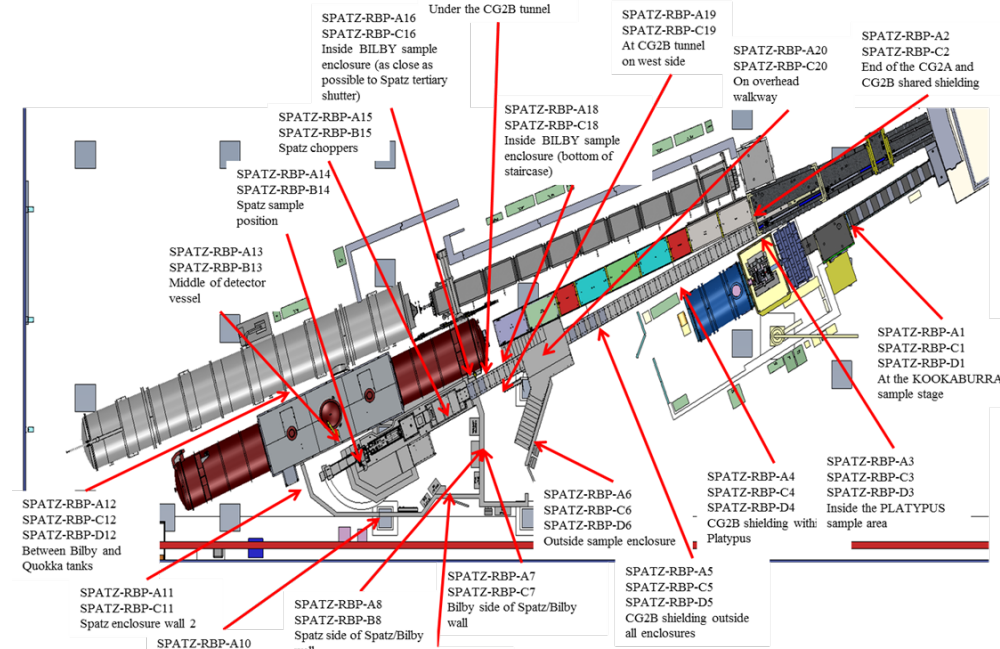 Under the CG2B tunnel
SPATZ-RBP-A16
SPATZ-RBP-C16
Inside BILBY sample
enclosure (as close as
possible to Spatz tertiary
shutter)
SPATZ-RBP-A19
SPATZ-RBP-C19
At CG2B tunnel
on west side
SPATZ-RBP-A20
SPATZ-RBP-C20
On overhead
walkway
SPATZ-RBP-A2
SPATZ-RBP-C2
End of the CG2A and
CG2B shared shielding
SPATZ-RBP-A15
SPATZ-RBP-B15
Spatz choppers
SPATZ-RBP-A18
SPATZ-RBP-C18
Inside BILBY sample
enclosure (bottom of
staircase)
SPATZ-RBP-A14
SPATZ-RBP-B14
Spatz sample
position
SPATZ-RBP-A13
SPATZ-RBP-B13
Middle of detector
vessel
SPATZ-RBP-A1
SPATZ-RBP-C1
SPATZ-RBP-D1
At the KOOKABURRA
sample stage
SPATZ-RBP-A12
SPATZ-RBP-C12
SPATZ-RBP-D12
Between Bilby and
Quokka tanks
SPATZ-RBP-A6
SPATZ-RBP-C6
SPATZ-RBP-D6
Outside sample enclosure
SPATZ-RBP-A4
SPATZ-RBP-C4
SPATZ-RBP-D4
CG2B shielding withi
Platypus
SPATZ-RBP-A3
SPATZ-RBP-C3
SPATZ-RBP-D3
Inside the PLATYPUS
sample area
SPATZ-RBP-A11
SPATZ-RBP-C11
Spatz enclosure wall 2
SPATZ-RBP-A10
SPATZ-RBP-A8
SPATZ-RBP-B8
Spatz side of Spatz/Bilby
SPATZ-RBP-A7
SPATZ-RBP-C7
Bilby side of Spatz/Bilby
wall
SPATZ-RBP-A5
SPATZ-RBP-C5
SPATZ-RBP-D5
CG2B shielding outside
all enclosures